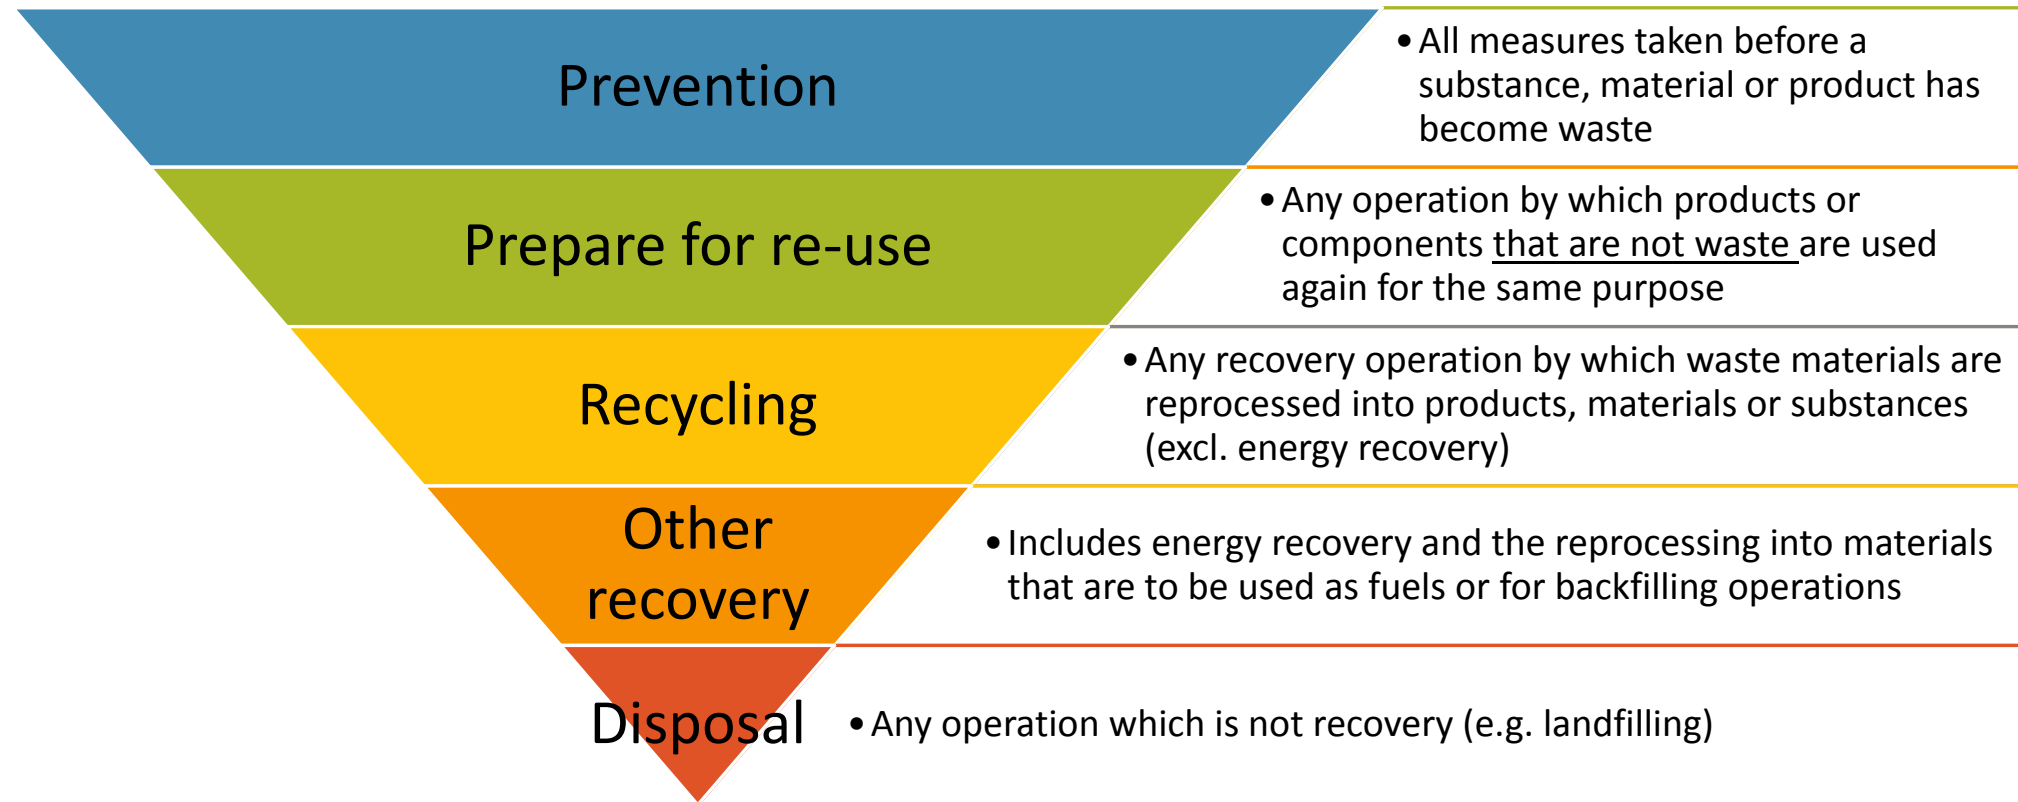 Prevention
• All measures taken before a
substance, material or product has
become waste
Prepare for re-use
• Any operation by which products or
components that are not waste are used
again for the same purpose
Recycling
• Any recovery operation by which waste materials are
reprocessed into products, materials or substances
(excl. energy recovery)
Other
recovery
• Includes energy recovery and the reprocessing into materials
that are to be used as fuels or for backfilling operations
Disposal
• Any operation which is not recovery (e.g. landfilling)